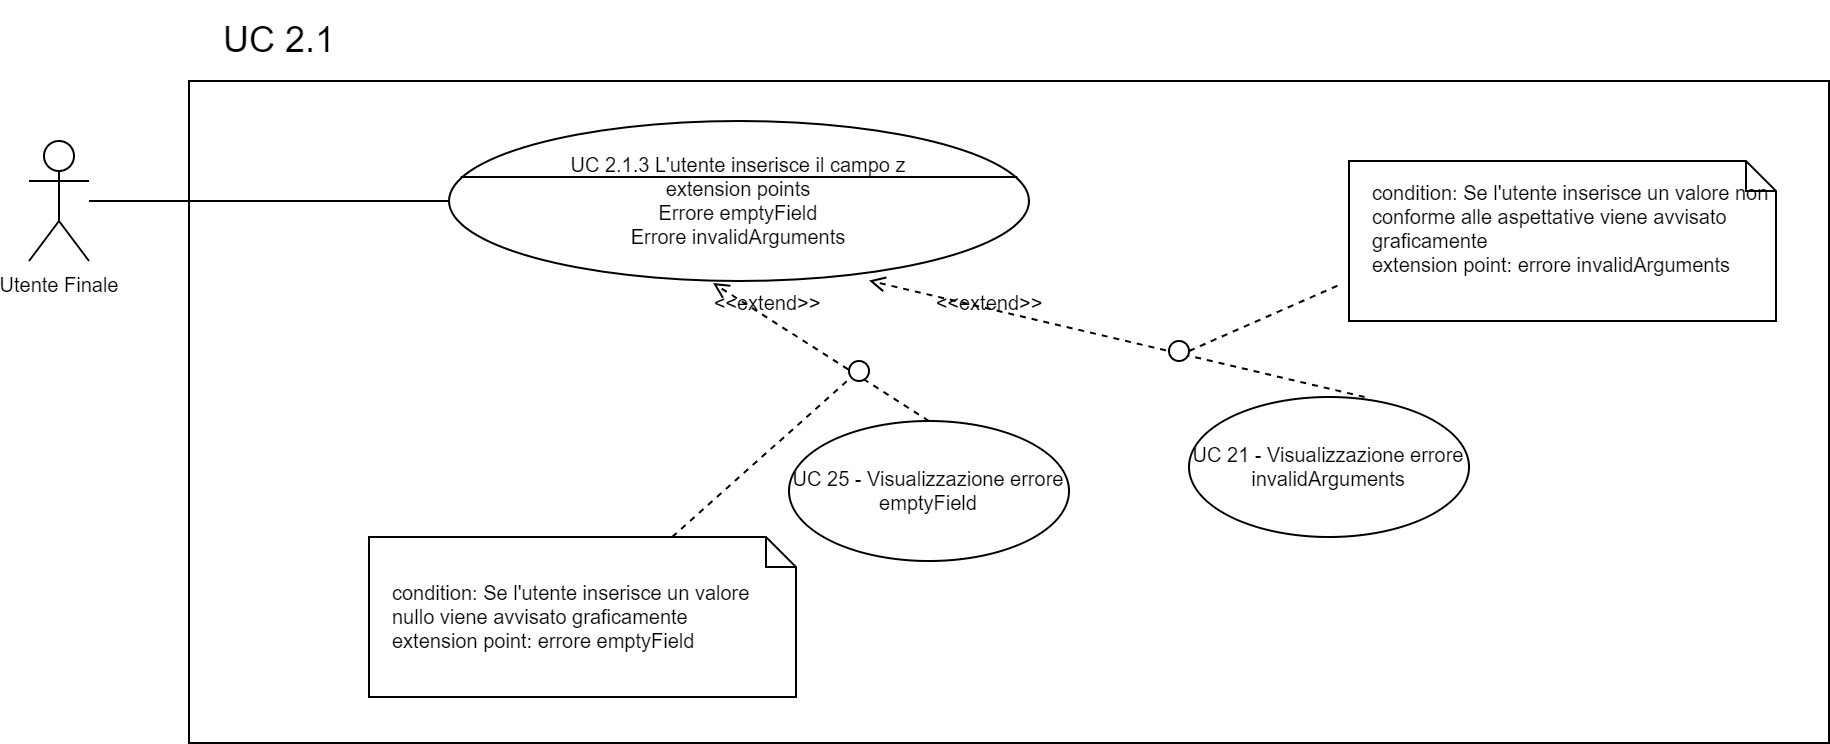 UC 2.1
UC 2.1.3 L'utente inserisce il campo z
extension points
Errore emptyField
Errore invalidArguments
condition: Se l'utente inserisce un valore non
conforme alle aspettative viene avvisato
graficamente
extension point: errore invalidArguments
Utente Finale
<<extend>>
<<extend>>
UC 25 - Visualizzazione errore
emptyField
UC 21 - Visualizzazione errore
invalidArguments
condition: Se l'utente inserisce un valore
nullo viene avvisato graficamente
extension point: errore emptyField